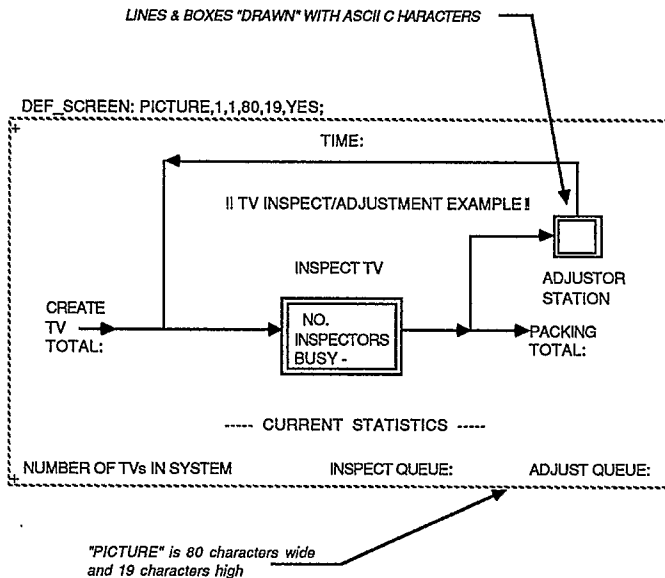 LINES & BOXES "DRAWN" WITH ASCII C HARACTERS
DEF_SCREEN: PICTURE,1,1,80,19,YES;
+
TIME:
!! TV INSPECT/ADJUSTMENT EXAMPLE !!
INSPECT TV
ADJUSTOR
STATION
CREATE
TV
TOTAL:
NO.
INSPECTORS
BUSY -
PACKING
TOTAL:
----- CURRENT STATISTICS -----
NUMBER OF TVs IN SYSTEM
INSPECT QUEUE:
ADJUST QUEUE:
+
"PICTURE" is 80 characters wide
and 19 characters high